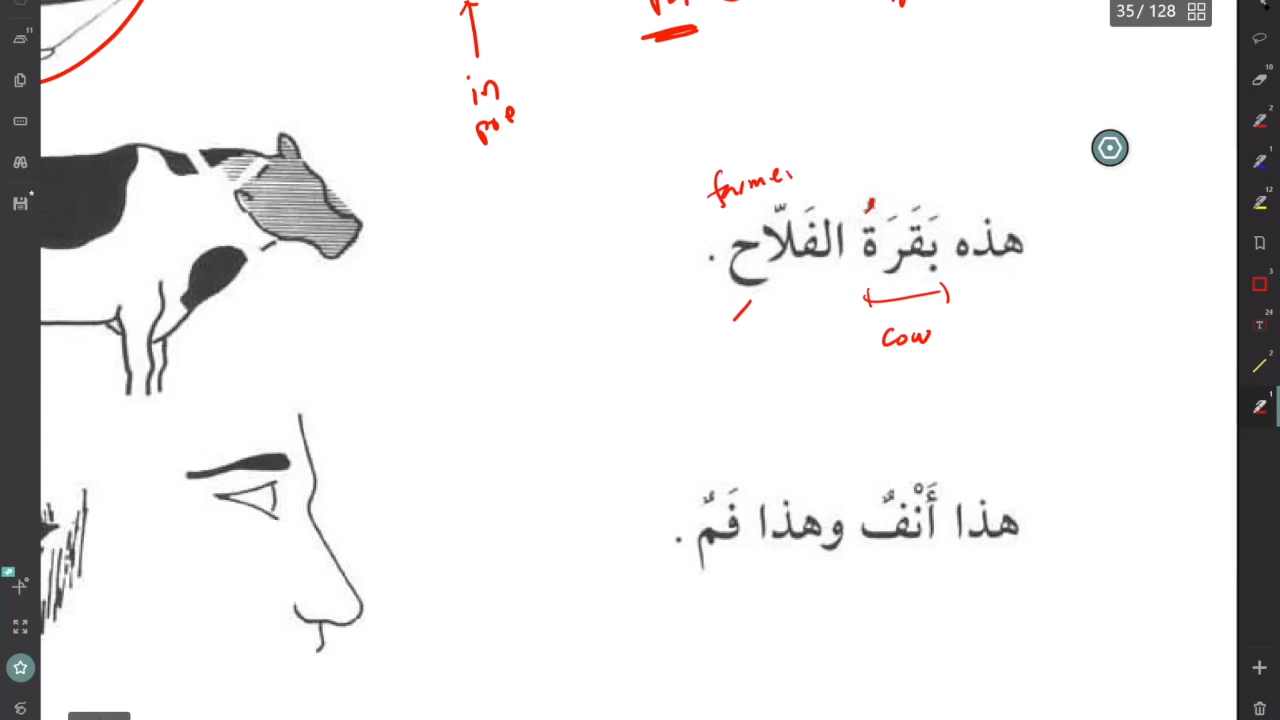 35 / 128
in
farmer
هذه بَقَرَةُ الفَلّاحِ .
cow
هذا أَنْفٌ وهذا فَمٌ .